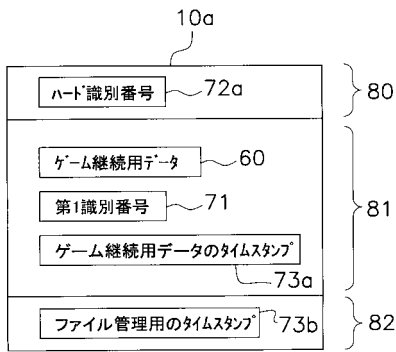 10a
ﾊｰﾄﾞ識別番号 72a
80
ｹﾞｰﾑ継続用ﾃﾞｰﾀ 60
第1識別番号 71
81
ゲーム継続用データのﾀｲﾑｽﾀﾝﾌﾟ
73a
ファイル管理用のﾀｲﾑｽﾀﾝﾌﾟ 73b
82